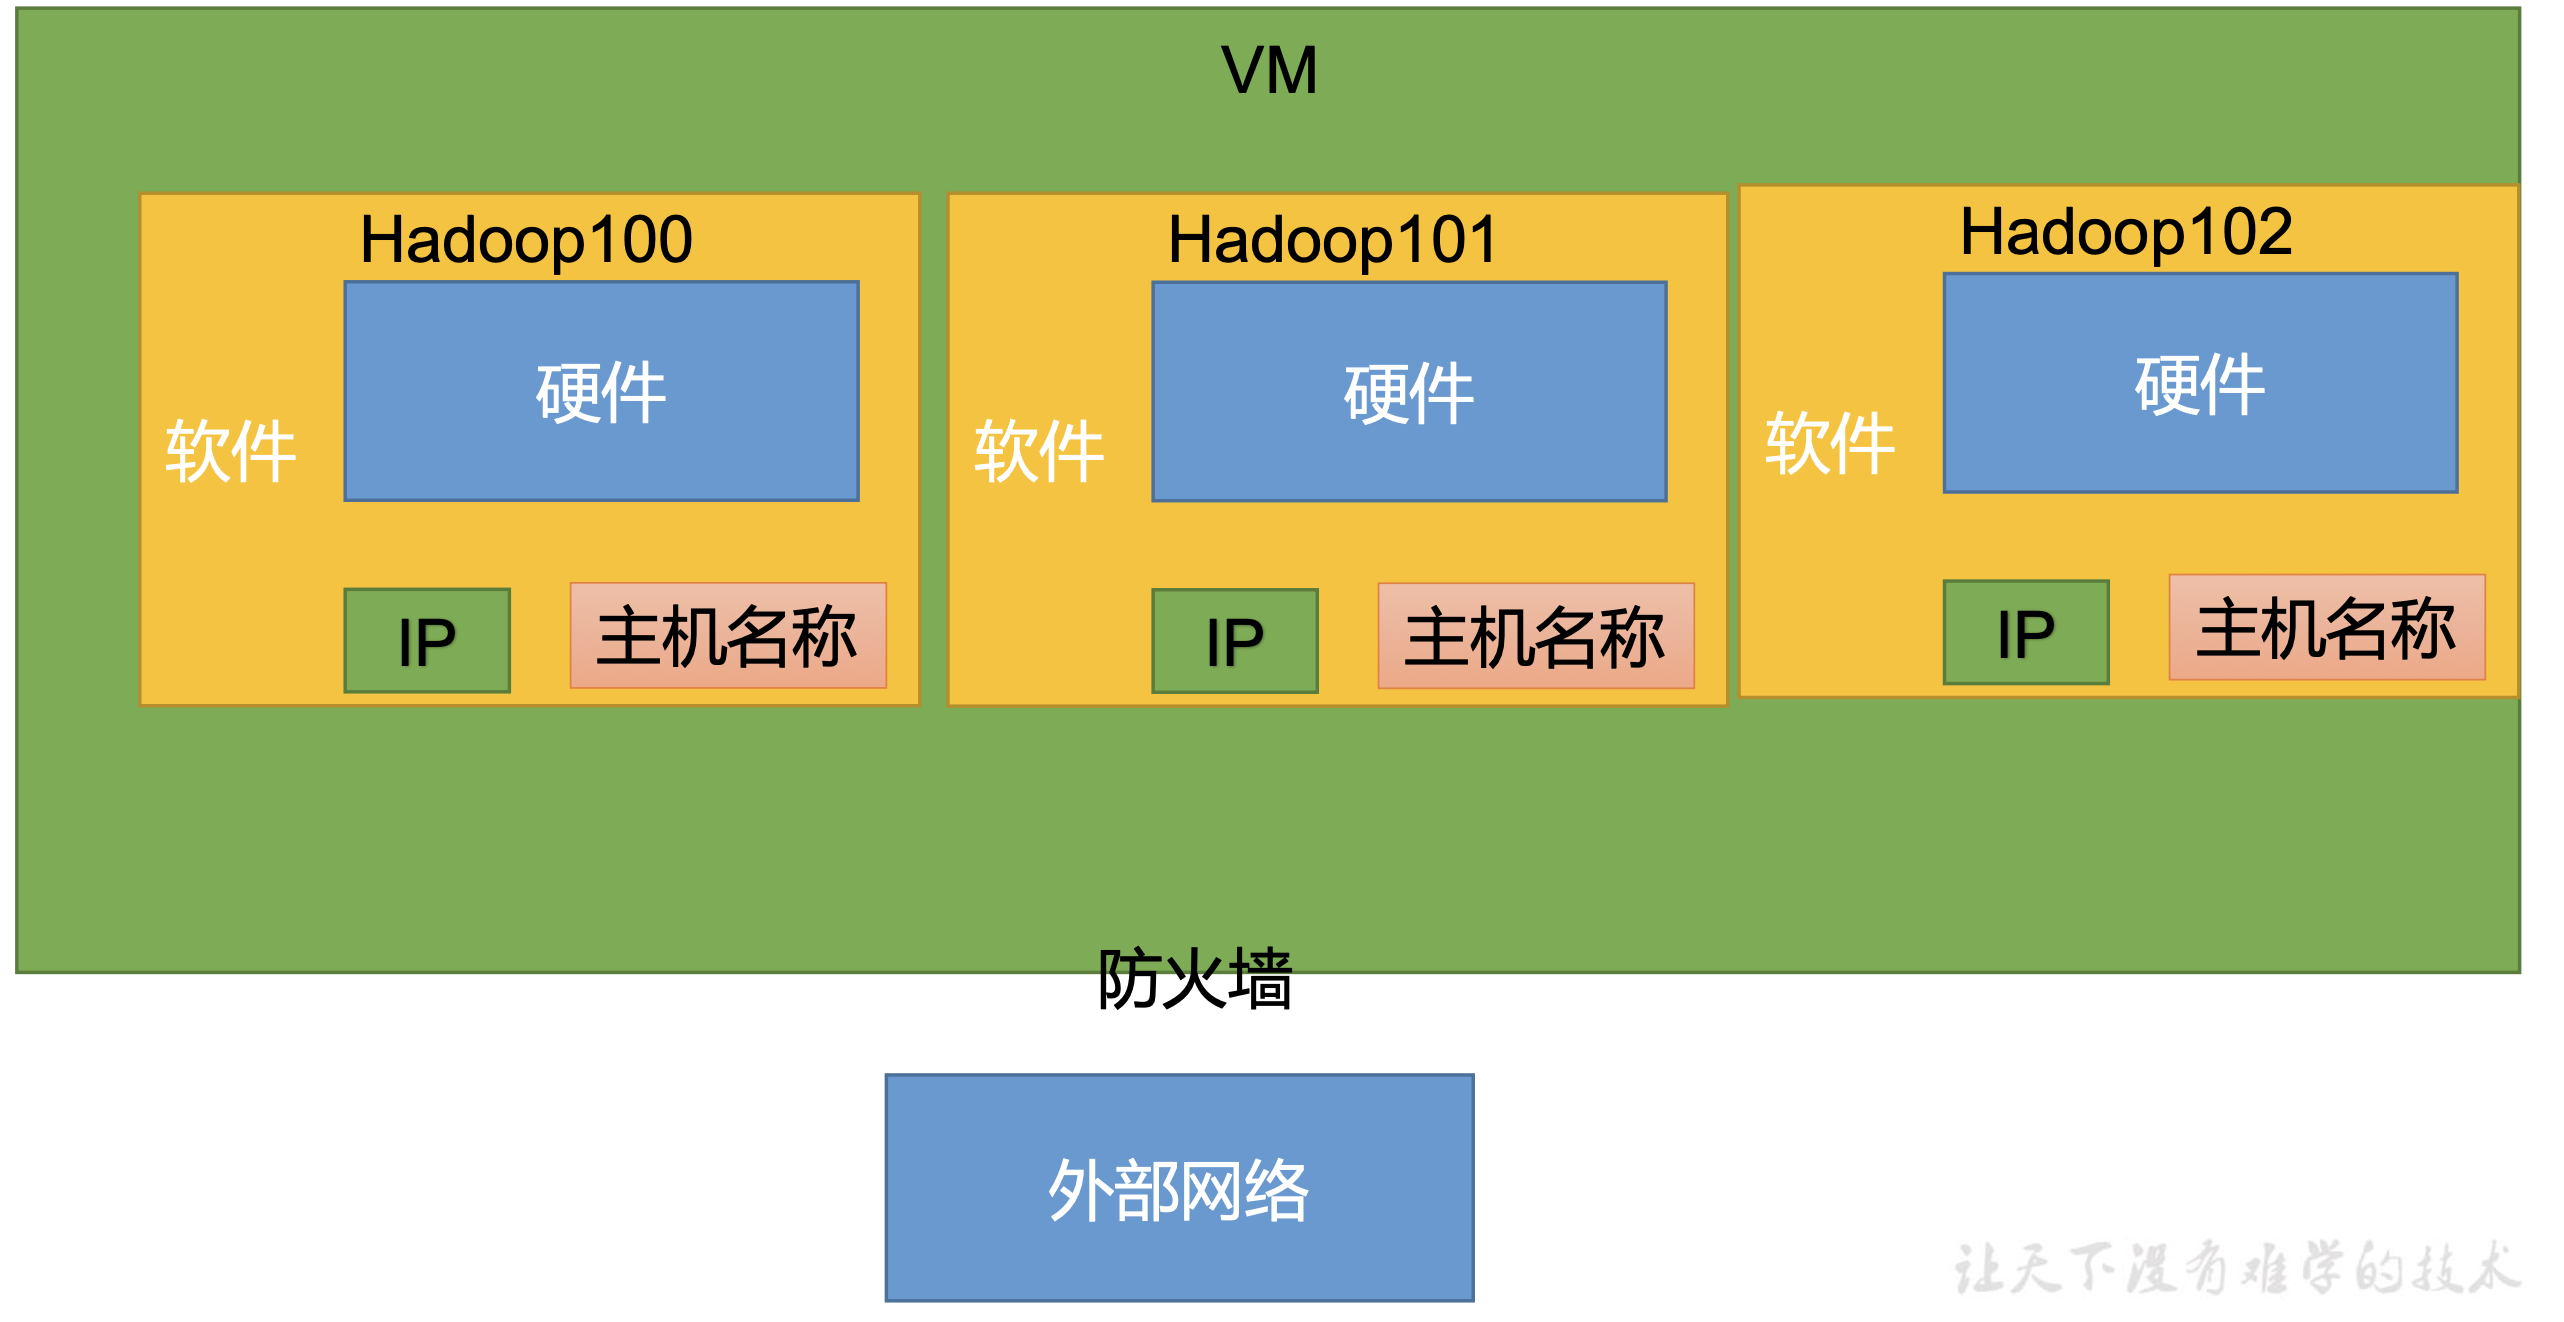 VM
Hadoop100
硬件
软件
IP
主机名称
Hadoop101
硬件
软件
IP
主机名称
Hadoop102
硬件
软件
IP
主机名称
防火墙
外部网络
让天下没有难学的技术